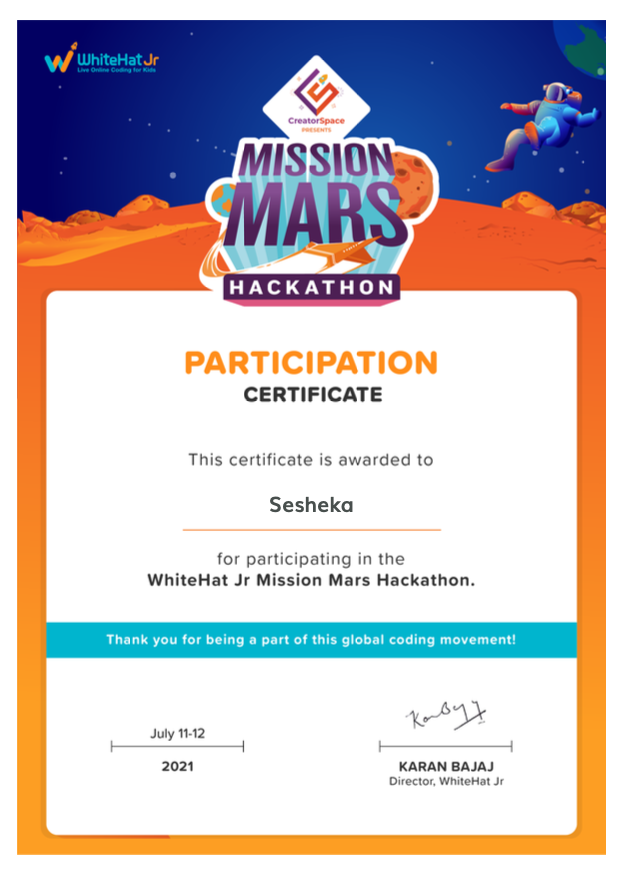 WhiteHat Jr
Live Online Coding for Kids
CreatorSpace
PRESENTS
MISSION
MARS
HACKATHON
PARTICIPATION
CERTIFICATE
This certificate is awarded to
Sesheka
for participating in the
WhiteHat Jr Mission Mars Hackathon.
Thank you for being a part of this global coding movement!
July 11-12
2021
KARAN BAJAJ
Director, WhiteHat Jr